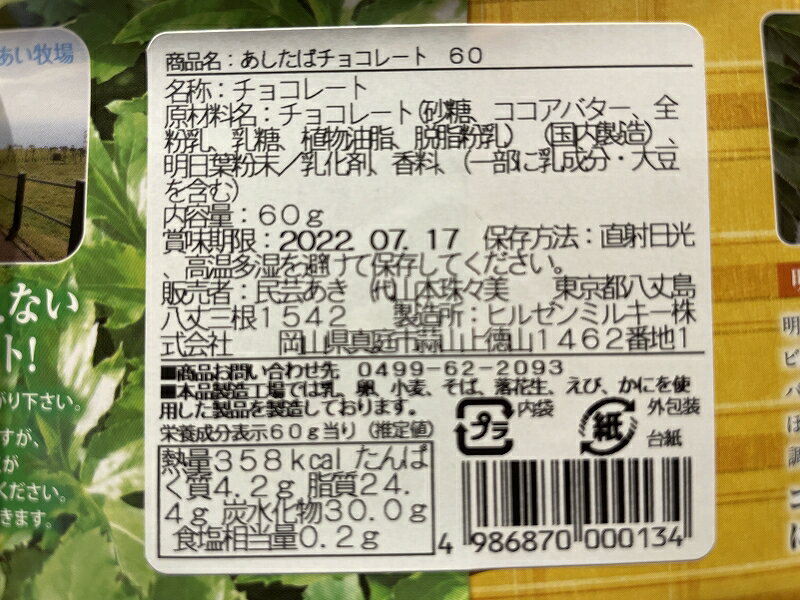 あい牧場
商品名：あしたばチョコレート 60
名称：チョコレート
原材料名：チョコレート（砂糖、ココアバター、全
粉乳、乳糖、植物油脂、脱脂粉乳）（国内製造）、
明日葉粉末／乳化剤、香料、（一部に乳成分・大豆
を含む）
内容量：60g
賞味期限：2022. 07. 17 保存方法：直射日光
、高温多湿を避けて保存してください。
販売者：民芸あき（代）山本珠々美 東京都八丈島
八丈三根1542 製造所：ヒルゼンミルキー株
式会社 岡山県真庭市蒜山上徳山1462番地1
■商品お問い合わせ先 0499-62-2093
■本品製造工場では乳、卵、小麦、そば、落花生、えび、かにを使
用した製品を製造しております。
栄養成分表示60g当り（推定値）
熱量358kcal たんぱ
く質4.2g 脂質24.
4g 炭水化物30.0g
食塩相当量0.2g
プラ
内袋
紙
外包装
台紙
4 986870 000134
ない
ト！
がり下さい。
すが、
が
ください。
きます。